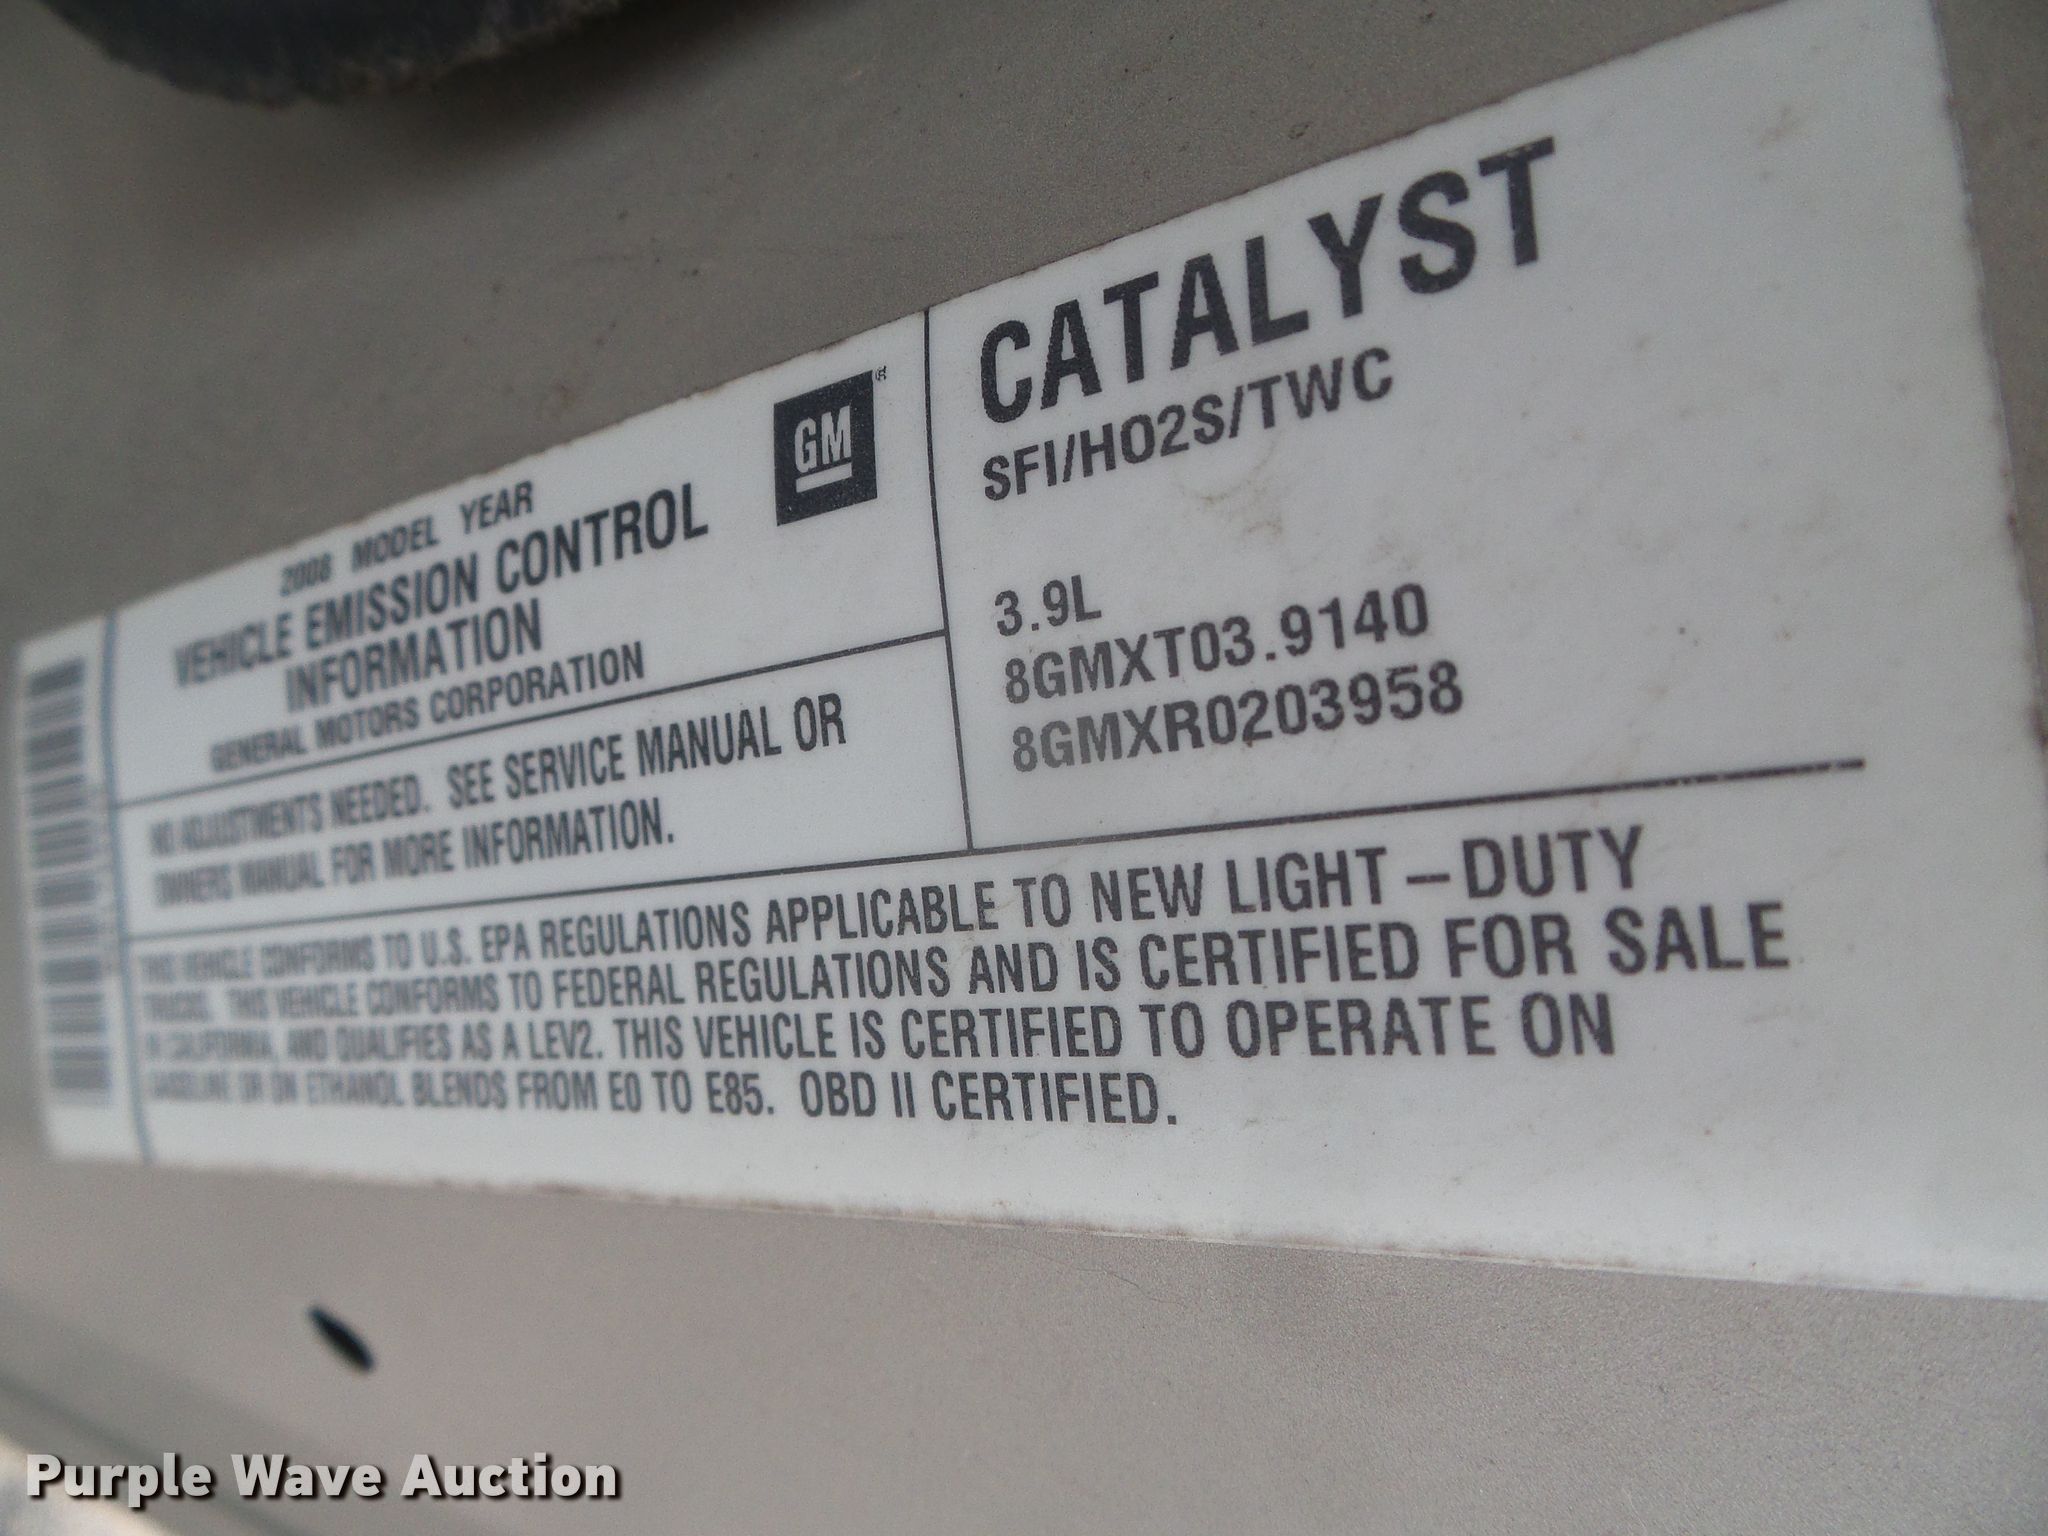 2008 MODEL YEAR
VEHICLE EMISSION CONTROL
INFORMATION
GENERAL MOTORS CORPORATION
GM®
CATALYST
SFI/HO2S/TWC
3.9L
8GMXT03.9140
8GMXR0203958
NO ADJUSTMENTS NEEDED. SEE SERVICE MANUAL OR
OWNERS MANUAL FOR MORE INFORMATION.
THIS VEHICLE CONFORMS TO U.S. EPA REGULATIONS APPLICABLE TO NEW LIGHT-DUTY
TRUCKS. THIS VEHICLE CONFORMS TO FEDERAL REGULATIONS AND IS CERTIFIED FOR SALE
IN CALIFORNIA, AND QUALIFIES AS A LEV2. THIS VEHICLE IS CERTIFIED TO OPERATE ON
GASOLINE OR ON ETHANOL BLENDS FROM E0 TO E85. OBD II CERTIFIED.
Purple Wave Auction